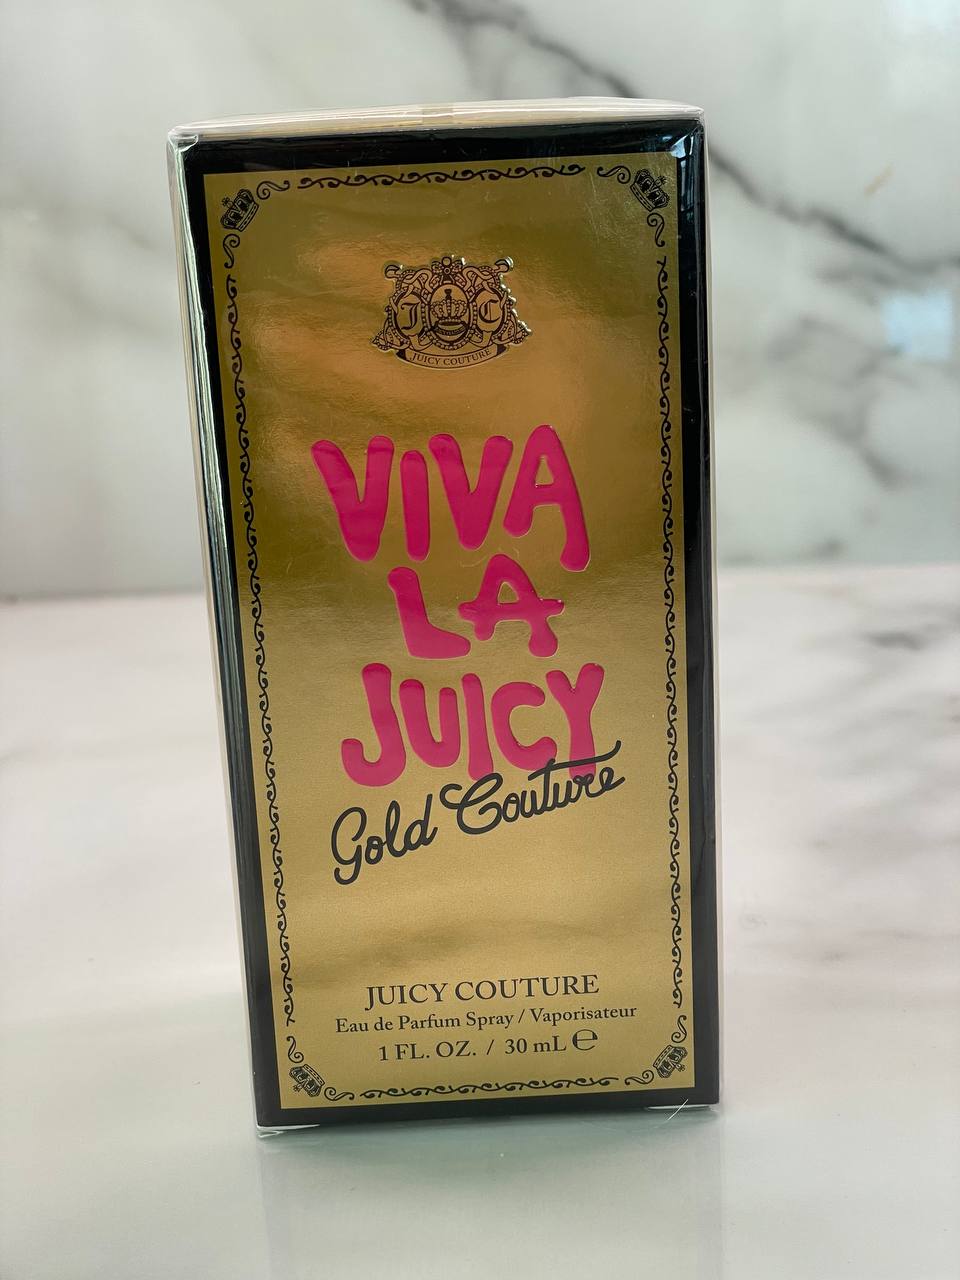 J C
JUICY COUTURE
VIVA
LA
JUICY
Gold Couture
JUICY COUTURE
Eau de Parfum Spray / Vaporisateur
1 FL. OZ. / 30 mL ℮